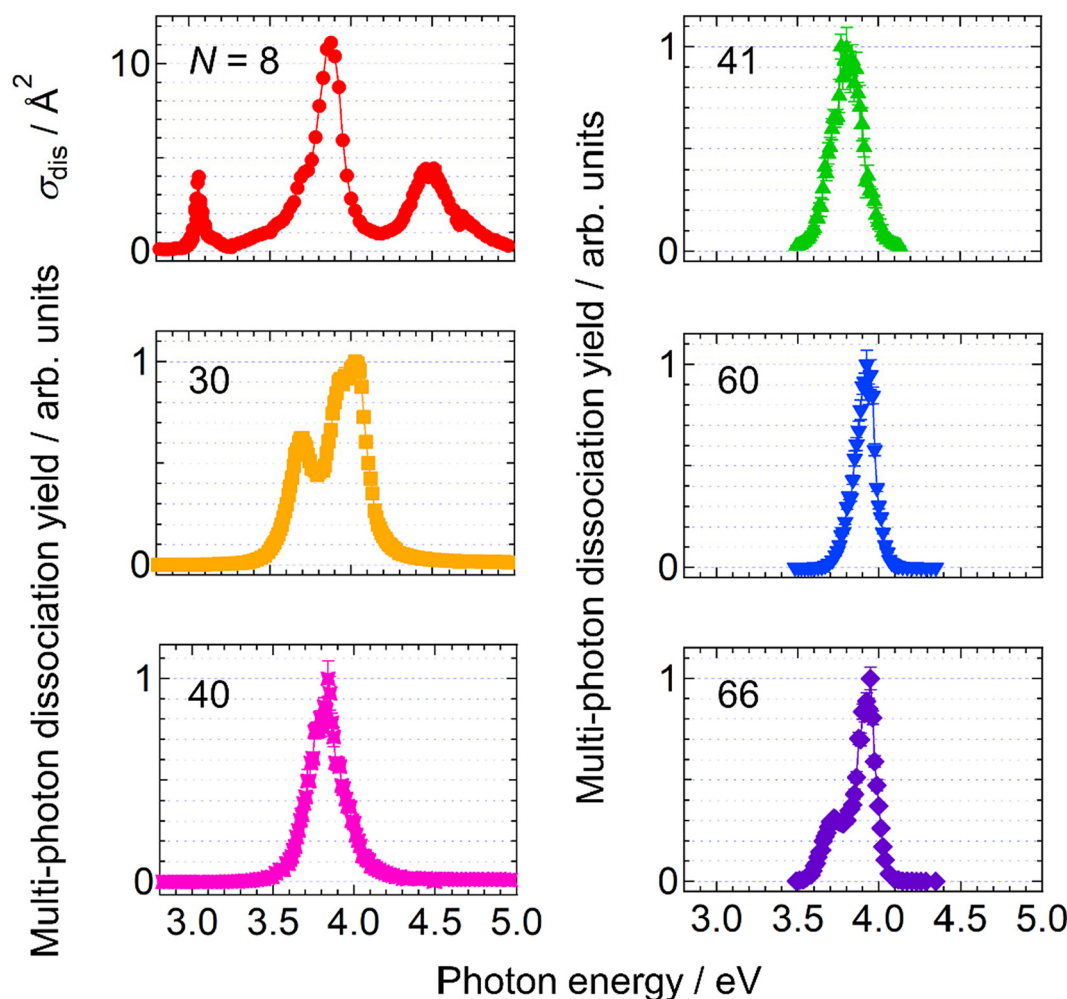 σdis / Å2
Multi-photon dissociation yield / arb. units
N = 8
10
0
30
1
0
40
1
0
3.0 3.5 4.0 4.5 5.0
Multi-photon dissociation yield / arb. units
41
1
0
60
1
0
66
1
0
3.0 3.5 4.0 4.5 5.0
Photon energy / eV